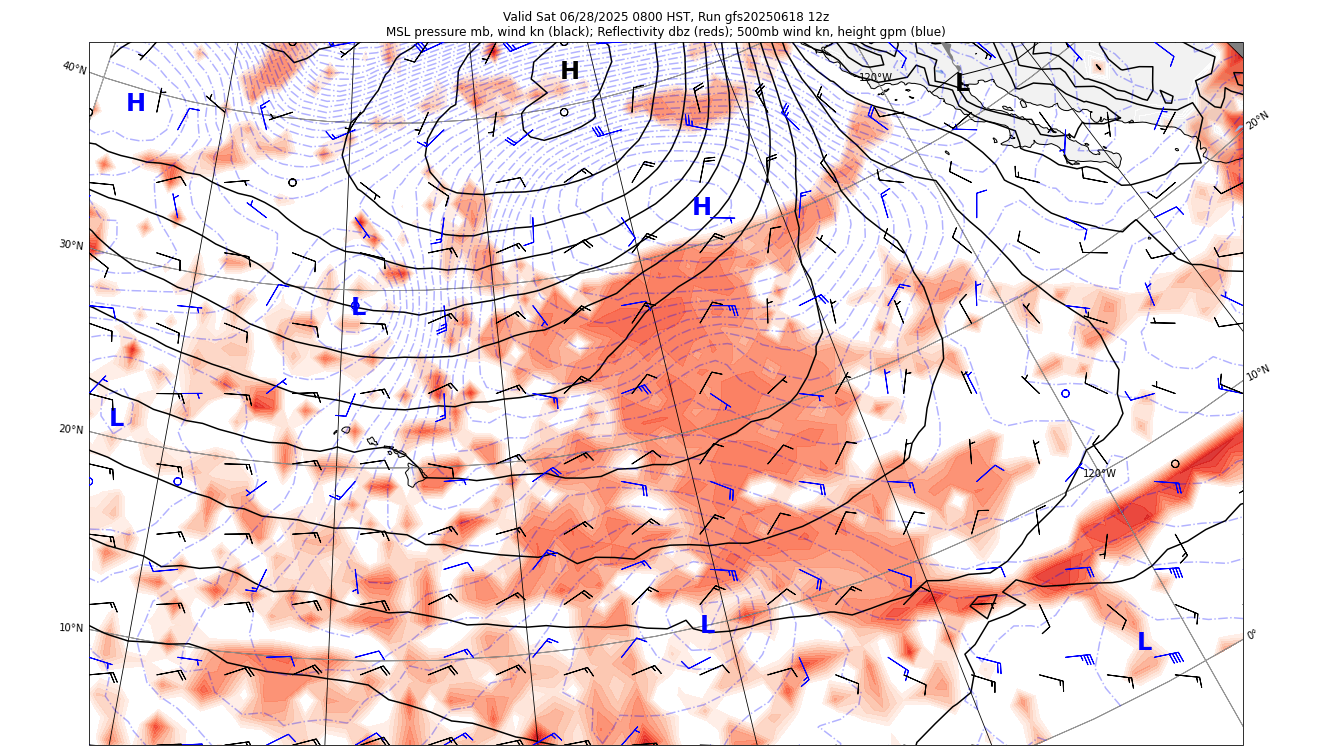 Valid Sat 06/28/2025 0800 HST, Run gfs20250618 12z
MSL pressure mb, wind kn (black); Reflectivity dbz (reds); 500mb wind kn, height gpm (blue)
40°N
H
H
120°W
L
20°N
H
30°N
L
10°N
L
20°N
120°W
10°N
L
L
0°